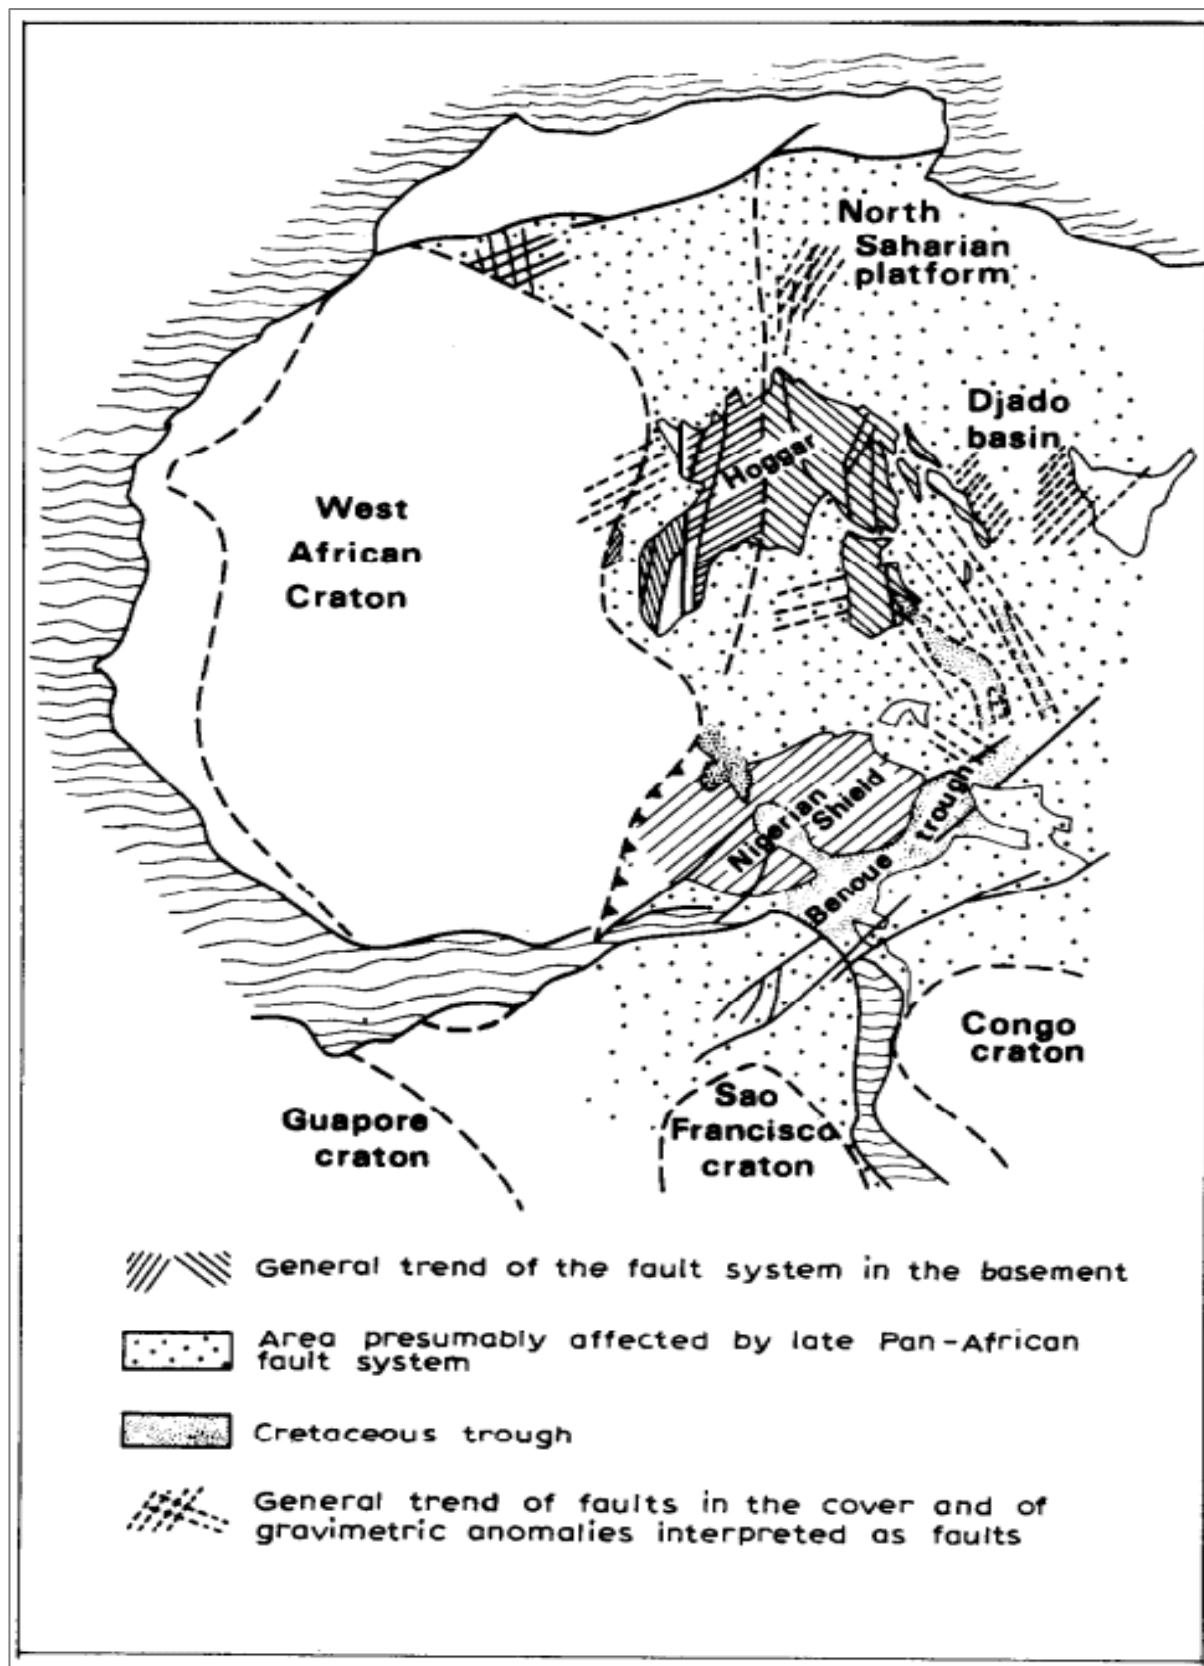 North
Saharian
platform
Djado
basin
Hoggar
West
African
Craton
Nigerian
Shield
Benoue trough
Congo
craton
Guapore
craton
Sao
Francisco
craton
General trend of the fault system in the basement
Area presumably affected by late Pan-African
fault system
Cretaceous trough
General trend of faults in the cover and of
gravimetric anomalies interpreted as faults